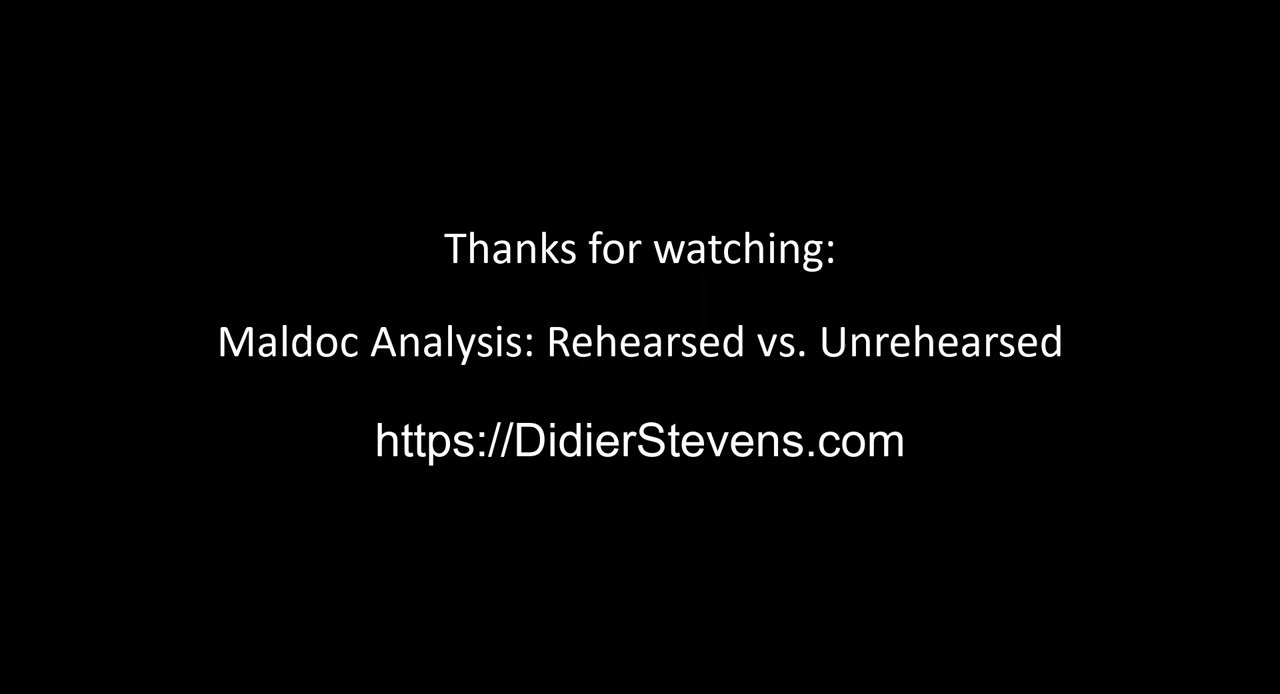 Thanks for watching:
Maldoc Analysis: Rehearsed vs. Unrehearsed
https://DidierStevens.com